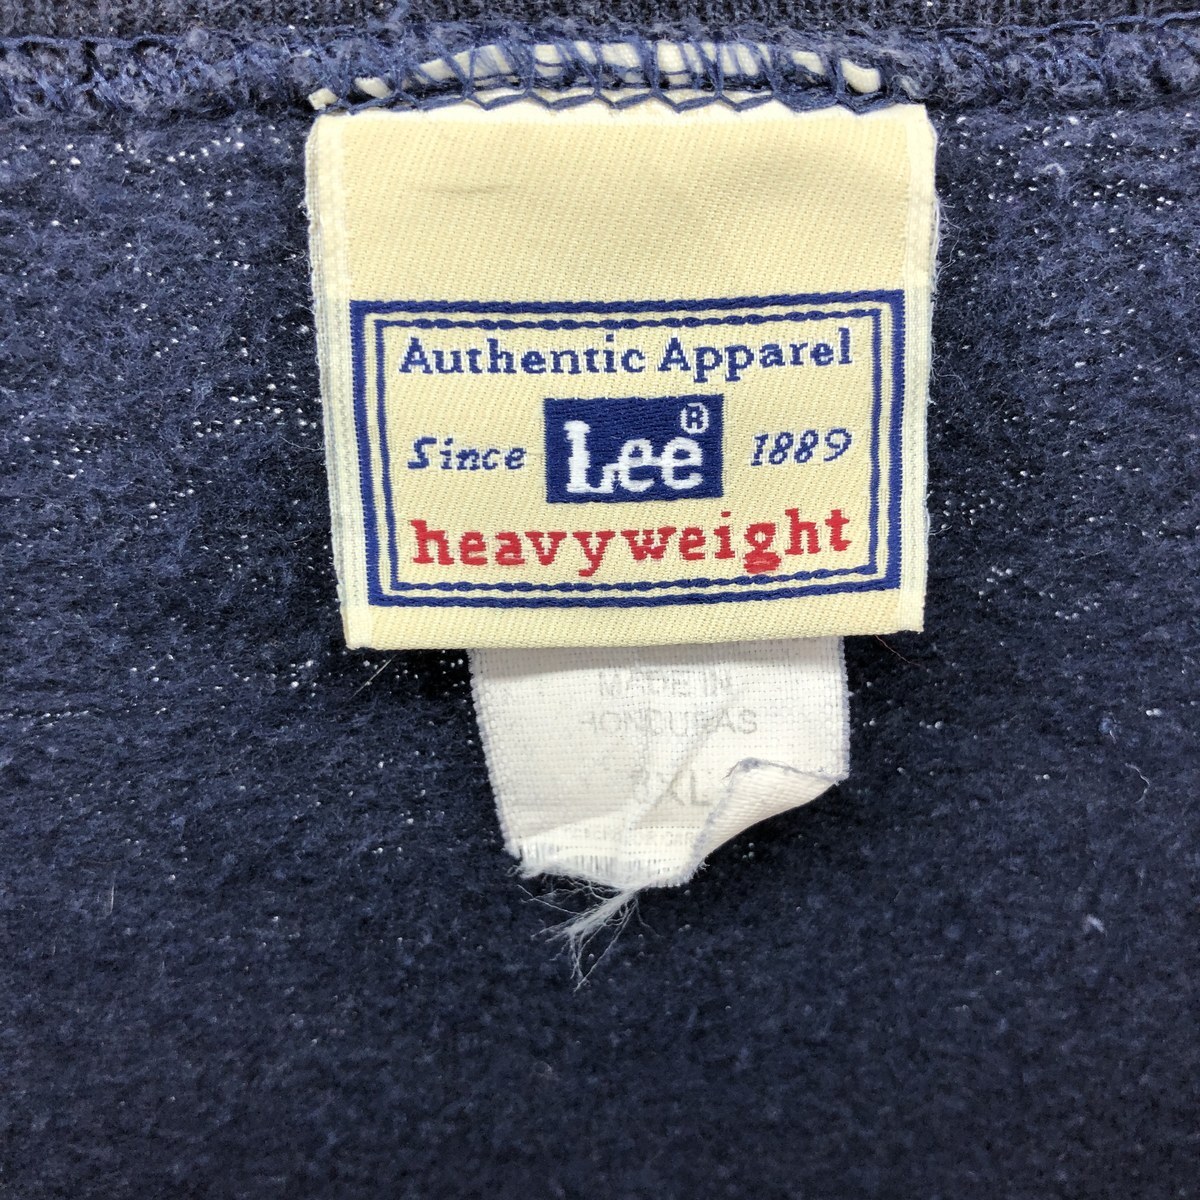 Authentic Apparel
Since Lee® 1889
heavyweight
MADE IN
HONDURAS
XL